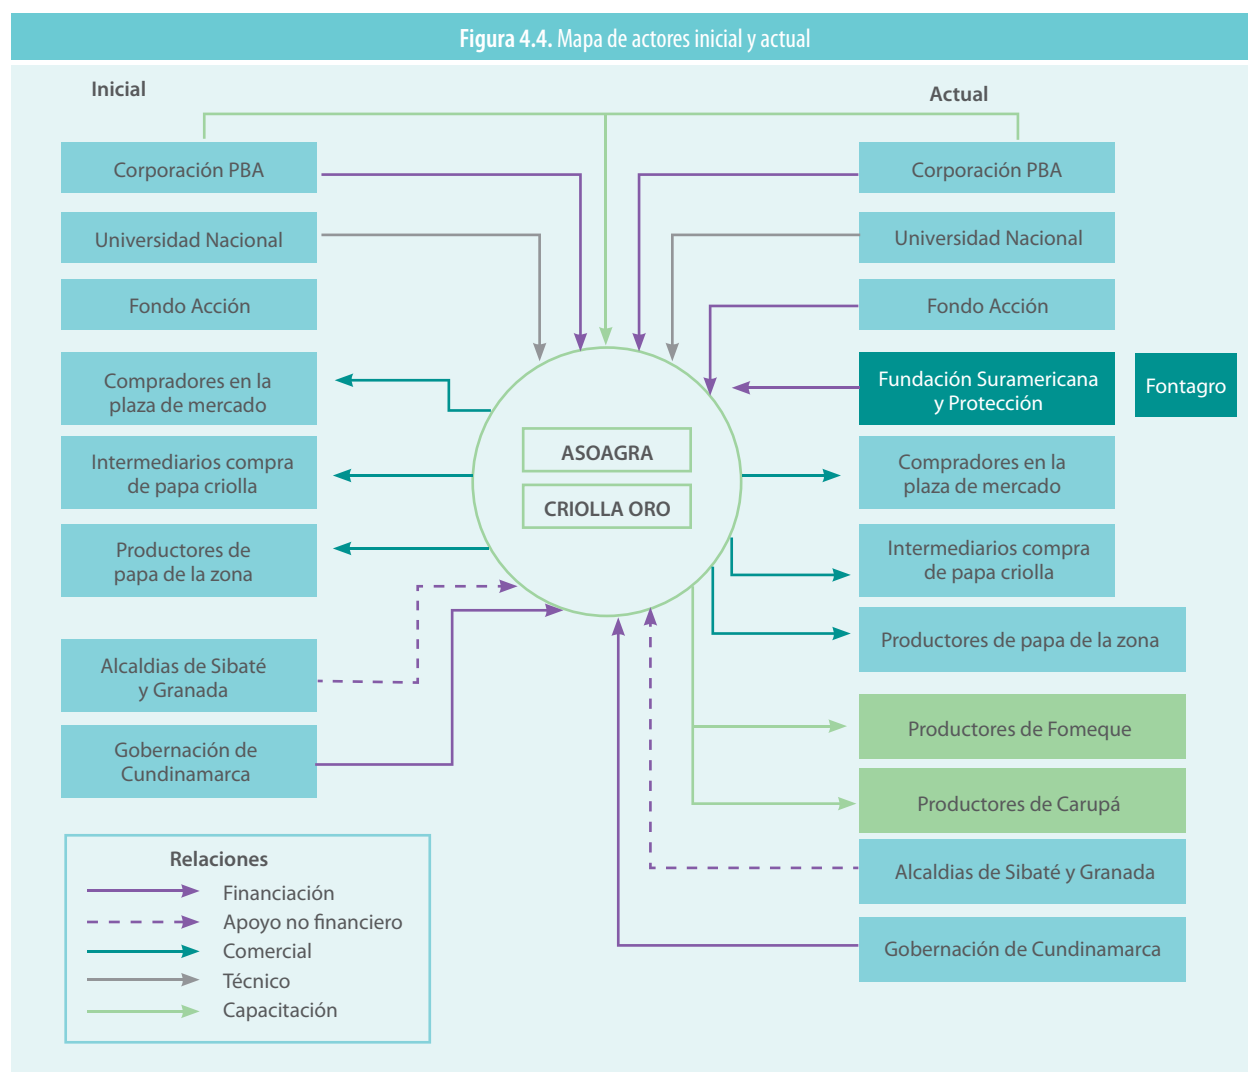 Figura 4.4. Mapa de actores inicial y actual
Inicial
Corporación PBA
Universidad Nacional
Fondo Acción
Compradores en la
plaza de mercado
Intermediarios compra
de papa criolla
Productores de
papa de la zona
Alcaldias de Sibaté
y Granada
Gobernación de
Cundinamarca
ASOAGRA
CRIOLLA ORO
Actual
Corporación PBA
Universidad Nacional
Fondo Acción
Fundación Suramericana
y Protección
Fontagro
Compradores en la
plaza de mercado
Intermediarios compra
de papa criolla
Productores de papa de la zona
Productores de Fomeque
Productores de Carupá
Alcaldias de Sibaté y Granada
Gobernación de Cundinamarca
Relaciones
Financiación
Apoyo no financiero
Comercial
Técnico
Capacitación